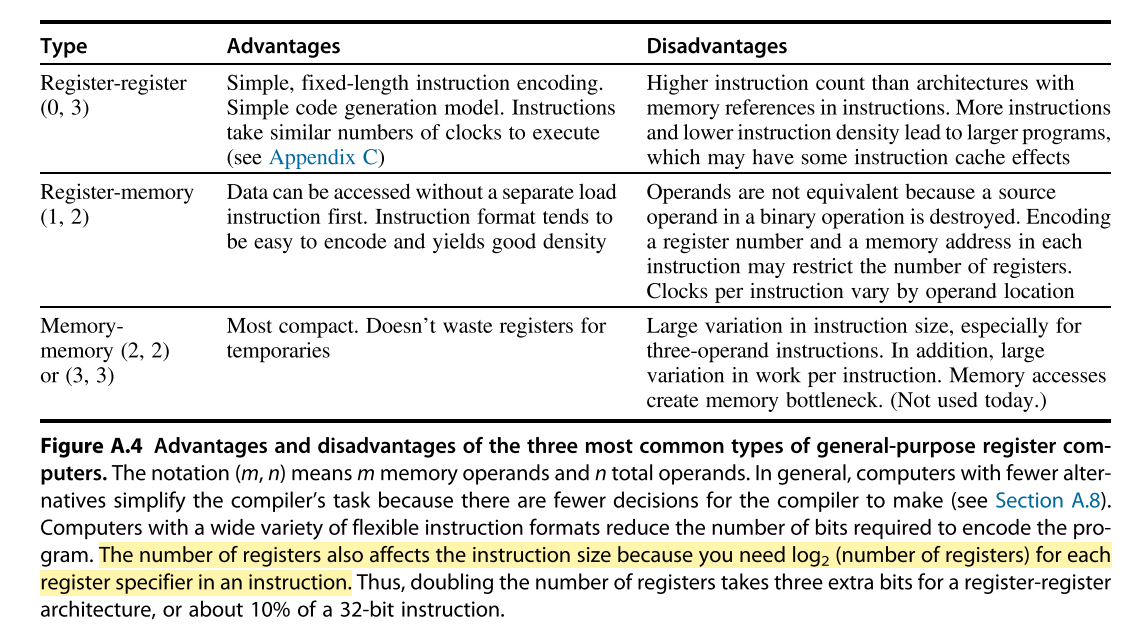 Type Advantages Disadvantages
Register-register Simple, fixed-length instruction encoding. Higher instruction count than architectures with
(0, 3) Simple code generation model. Instructions memory references in instructions. More instructions
take similar numbers of clocks to execute and lower instruction density lead to larger programs,
(see Appendix C) which may have some instruction cache effects
Register-memory Data can be accessed without a separate load Operands are not equivalent because a source
(1, 2) instruction first. Instruction format tends to operand in a binary operation is destroyed. Encoding
be easy to encode and yields good density a register number and a memory address in each
instruction may restrict the number of registers.
Clocks per instruction vary by operand location
Memory- Most compact. Doesn’t waste registers for Large variation in instruction size, especially for
memory (2, 2) temporaries three-operand instructions. In addition, large
or (3, 3) variation in work per instruction. Memory accesses
create memory bottleneck. (Not used today.)
Figure A.4 Advantages and disadvantages of the three most common types of general-purpose register com-
puters. The notation (m, n) means m memory operands and n total operands. In general, computers with fewer alter-
natives simplify the compiler’s task because there are fewer decisions for the compiler to make (see Section A.8).
Computers with a wide variety of flexible instruction formats reduce the number of bits required to encode the pro-
gram. The number of registers also affects the instruction size because you need log₂ (number of registers) for each
register specifier in an instruction. Thus, doubling the number of registers takes three extra bits for a register-register
architecture, or about 10% of a 32-bit instruction.